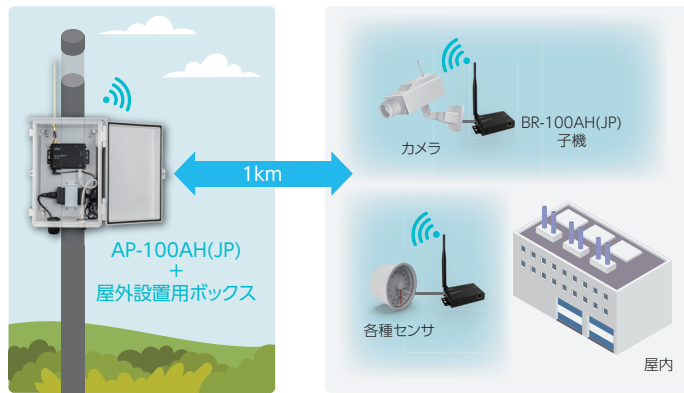 AP-100AH(JP)
+
屋外設置用ボックス
1km
カメラ
BR-100AH(JP)
子機
各種センサ
屋内